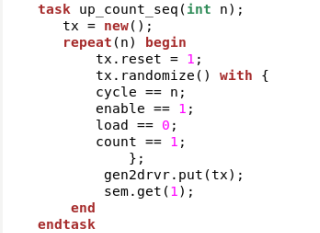 task up_count_seq(int n);
tx = new();
repeat(n) begin
tx.reset = 1;
tx.randomize() with {
cycle == n;
enable == 1;
load == 0;
count == 1;
};
gen2drvr.put(tx);
sem.get(1);
end
endtask